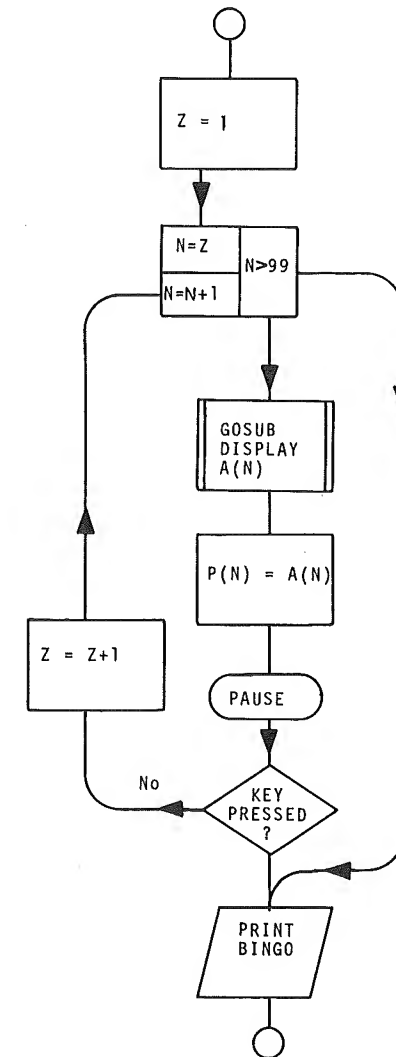 Z = 1
N=Z
N=N+1
N>99
GOSUB
DISPLAY
A(N)
P(N) = A(N)
Z = Z+1
PAUSE
No
KEY
PRESSED
?
PRINT
BINGO